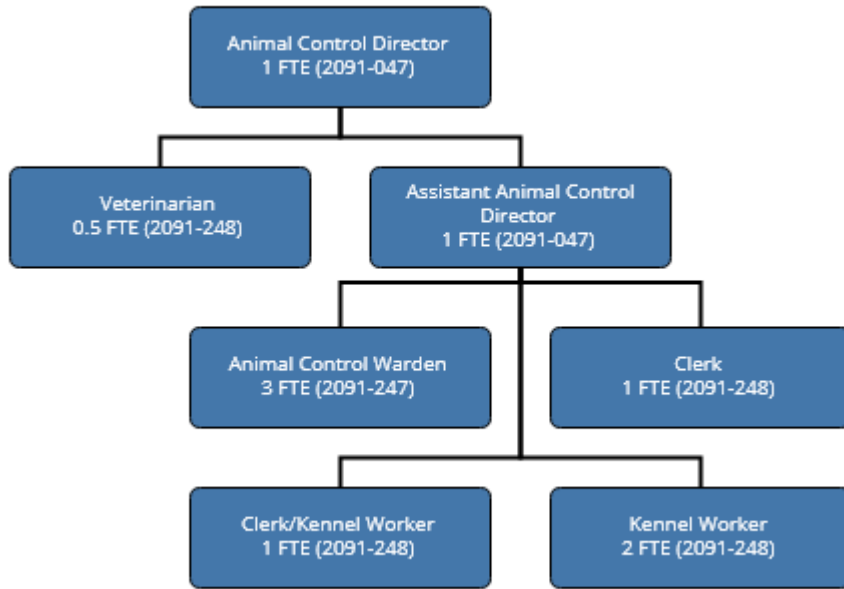 Animal Control Director
1 FTE (2091-047)
Veterinarian
0.5 FTE (2091-248)
Assistant Animal Control
Director
1 FTE (2091-047)
Animal Control Warden
3 FTE (2091-247)
Clerk
1 FTE (2091-248)
Clerk/Kennel Worker
1 FTE (2091-248)
Kennel Worker
2 FTE (2091-248)